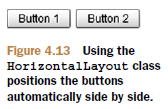 Button 1 Button 2
Figure 4.13 Using the
HorizontalLayout class
positions the buttons
automatically side by side.